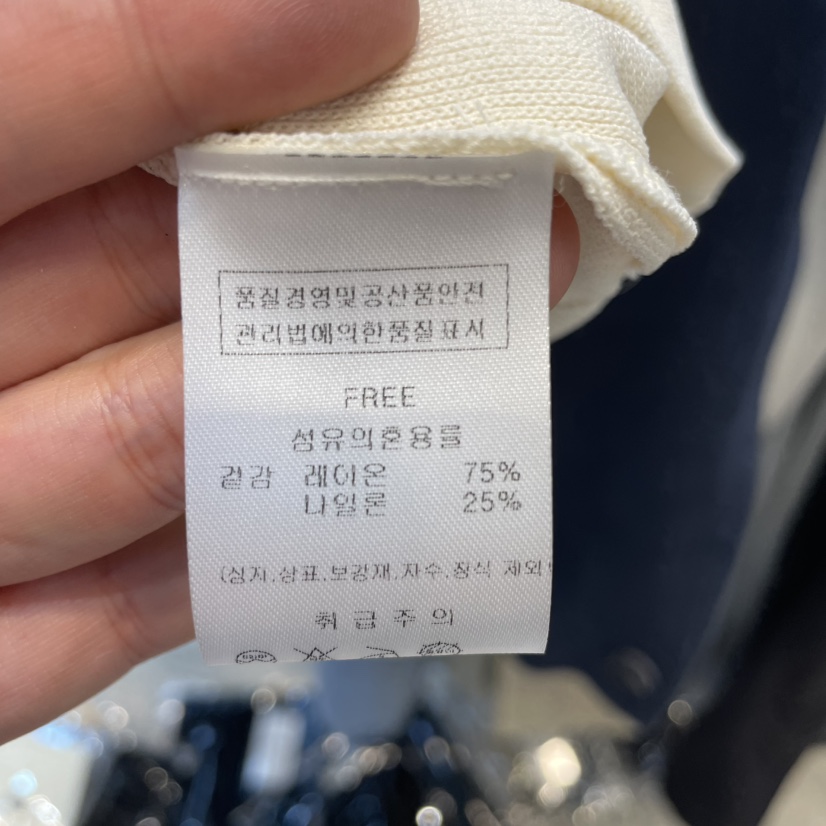 품질경영및공산품안전
관리법에의한품질표시
FREE
섬유의혼용률
겉감 레이온 75%
나일론 25%
(심지,상표,보강재,자수,장식 제외
취급주의